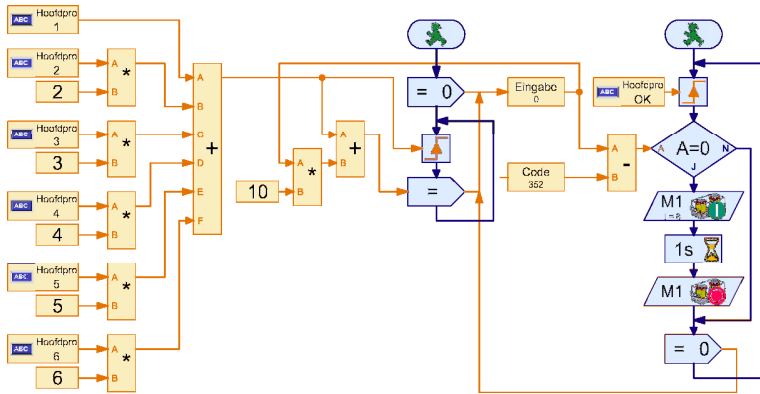 ABC Hoofdpro
1
ABC Hoofdpro
2
2
A
B
*
ABC Hoofdpro
3
3
A
B
*
ABC Hoofdpro
4
4
A
B
*
ABC Hoofdpro
5
5
A
B
*
ABC Hoofdpro
6
6
A
B
*
A
B
C
D
E
F
+
10
A
B
*
A
B
+
= 0
=
Eingabe
0
Code
352
A
B
-
ABC Hoofdpro
OK
A A=0 N
J
M1
1s
M1
= 0